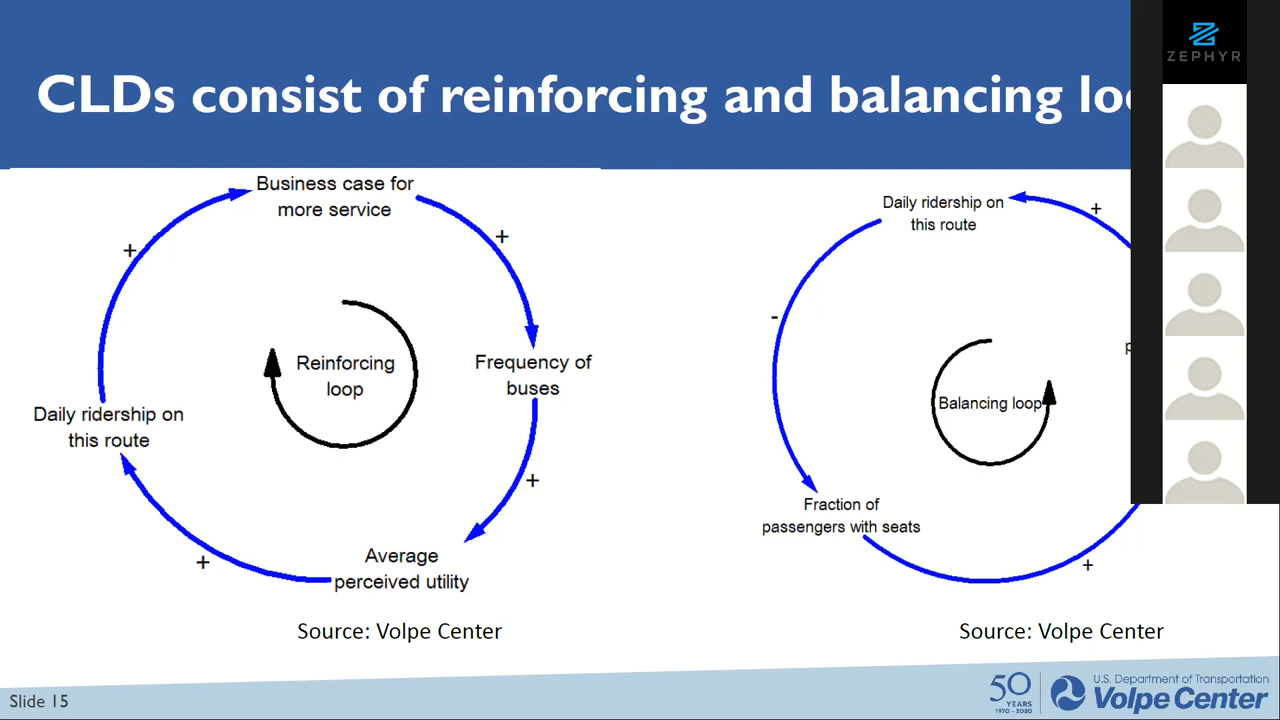 CLDs consist of reinforcing and balancing
ZEPHYR
Business case for
more service
+
+
Reinforcing
loop
Frequency of
buses
Daily ridership on
this route
+
+
Average
perceived utility
Source: Volpe Center
Daily ridership on
this route
+
-
Balancing loop
Fraction of
passengers with seats
+
Source: Volpe Center
Slide 15
50
YEARS
1970 - 2020
U.S. Department of Transportation
Volpe Center